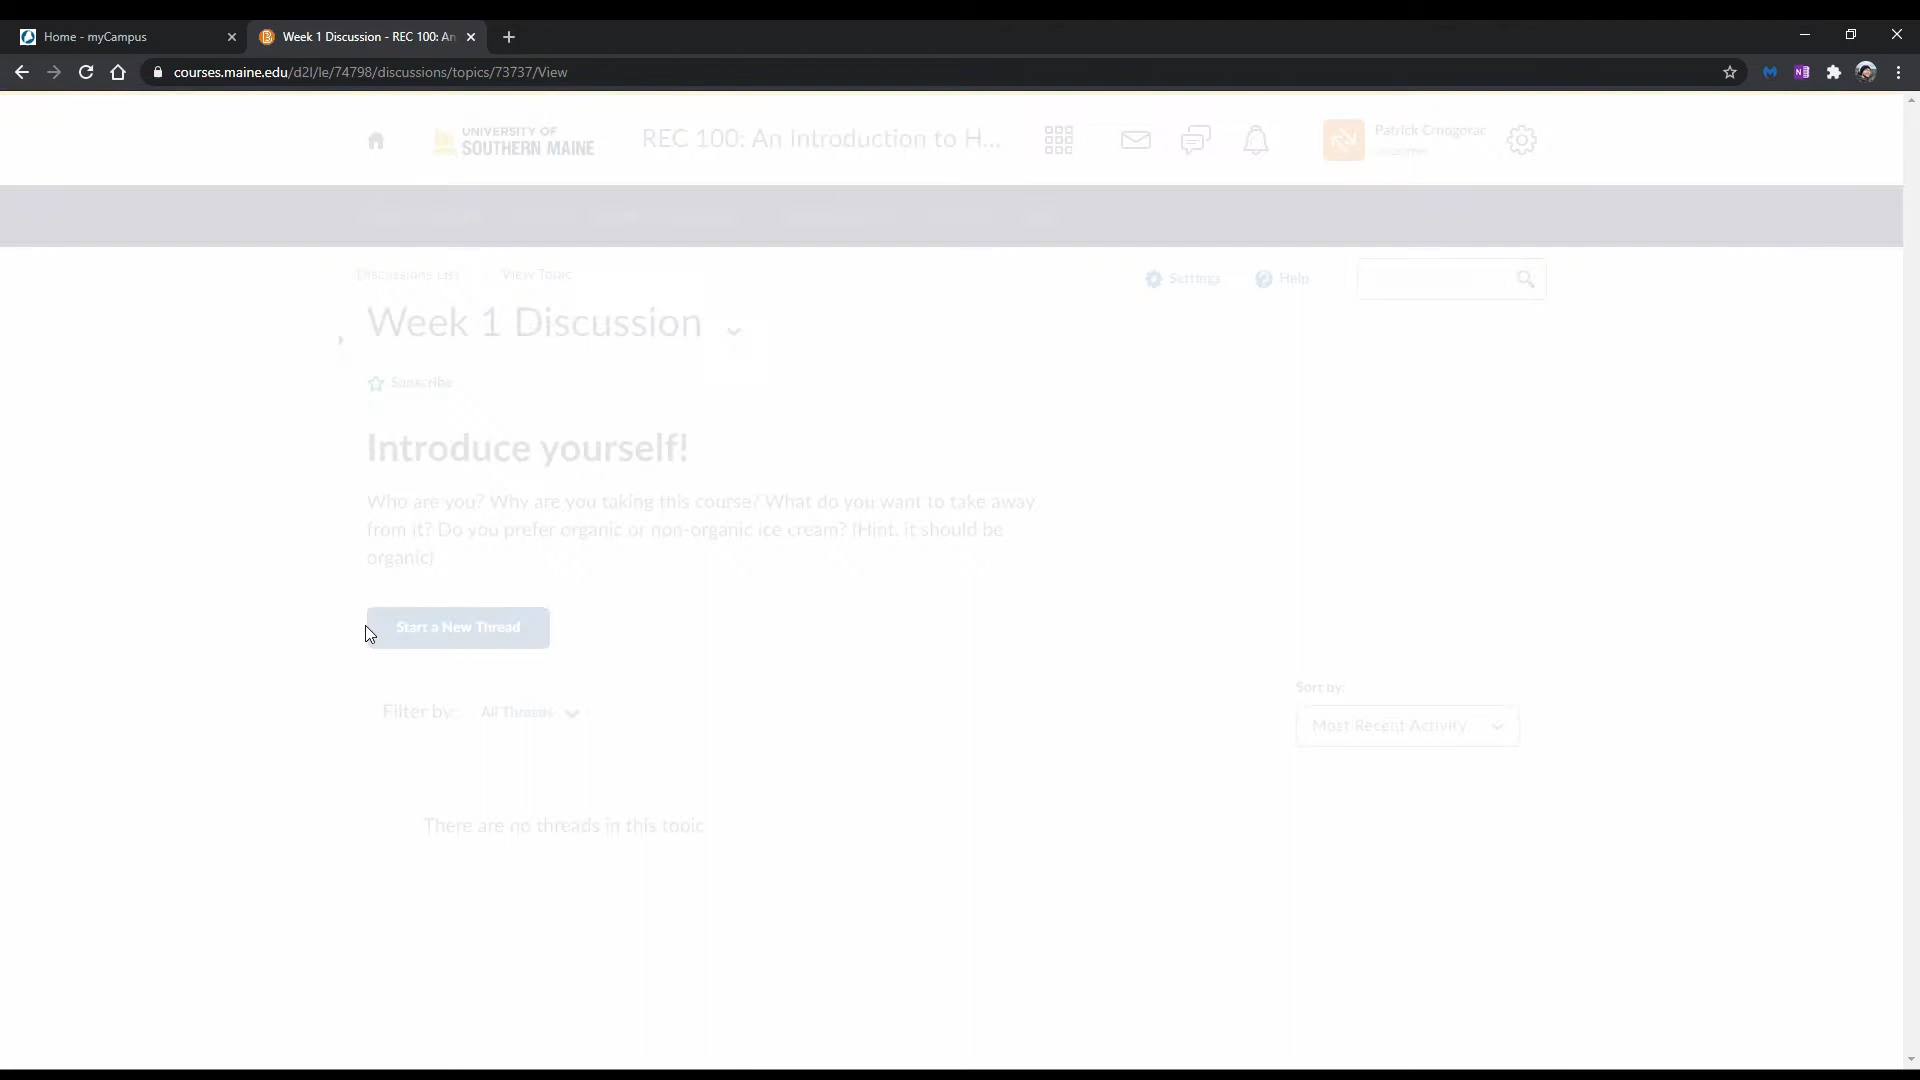 Home - myCampus
Week 1 Discussion - REC 100: An
courses.maine.edu/d2l/le/74798/discussions/topics/73737/View
UNIVERSITY OF
SOUTHERN MAINE
REC 100: An Introduction to H...
Patrick Crnogorac
Discussions List
View Topic
Settings
Help
Week 1 Discussion
Subscribe
Introduce yourself!
Who are you? Why are you taking this course? What do you want to take away
from it? Do you prefer organic or non-organic ice cream? (Hint, it should be
organic)
Start a New Thread
Filter by:
All Threads
Sort by:
Most Recent Activity
There are no threads in this topic